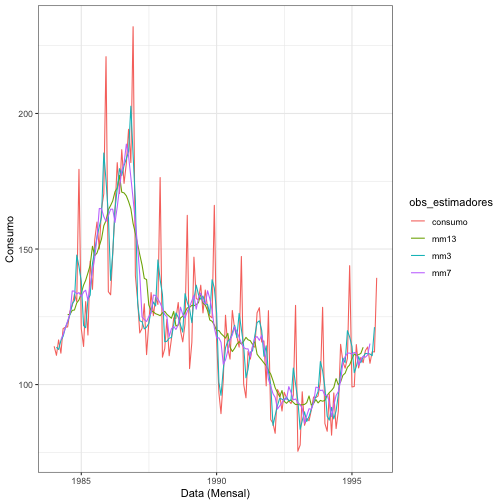 200
150
100
Consumo
1985
1990
1995
Data (Mensal)
obs_estimadores
consumo
mm13
mm3
mm7